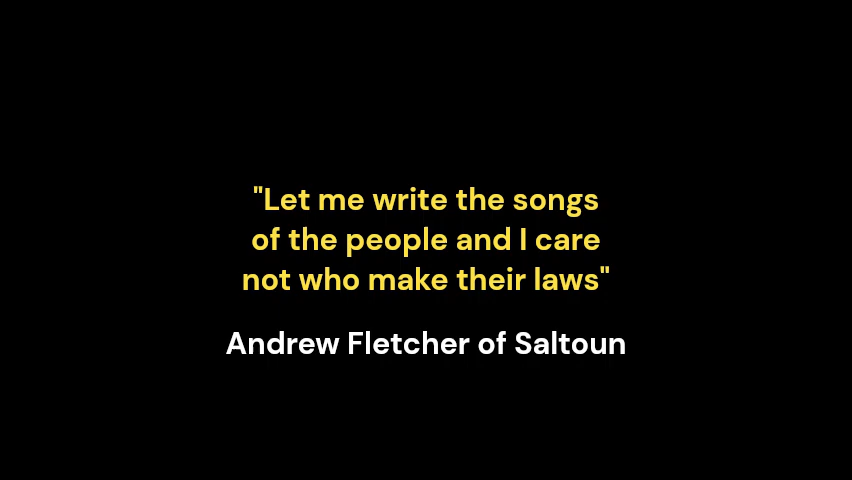 "Let me write the songs
of the people and I care
not who make their laws"
Andrew Fletcher of Saltoun